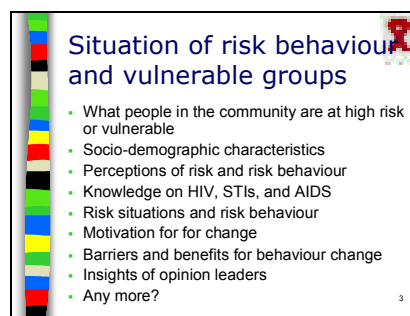 Situation of risk behaviour
and vulnerable groups
▪ What people in the community are at high risk
or vulnerable
▪ Socio-demographic characteristics
▪ Perceptions of risk and risk behaviour
▪ Knowledge on HIV, STIs, and AIDS
▪ Risk situations and risk behaviour
▪ Motivation for for change
▪ Barriers and benefits for behaviour change
▪ Insights of opinion leaders
▪ Any more?
3